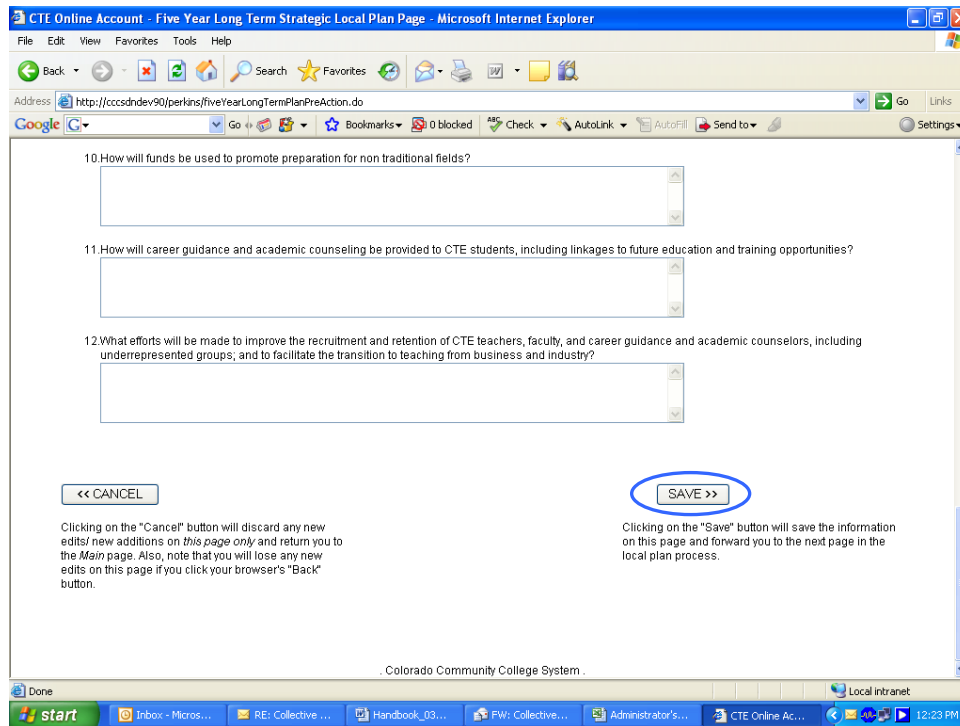 CTE Online Account - Five Year Long Term Strategic Local Plan Page - Microsoft Internet Explorer
File Edit View Favorites Tools Help
Back Search Favorites
Address http://cccsdndev90/perkins/fiveYearLongTermPlanPreAction.do Go Links
Google G Go Bookmarks 0 blocked ABC Check AutoLink AutoFill Send to Settings
10.How will funds be used to promote preparation for non traditional fields?
11.How will career guidance and academic counseling be provided to CTE students, including linkages to future education and training opportunities?
12.What efforts will be made to improve the recruitment and retention of CTE teachers, faculty, and career guidance and academic counselors, including
underrepresented groups; and to facilitate the transition to teaching from business and industry?
<< CANCEL
SAVE >>
Clicking on the "Cancel" button will discard any new
edits/ new additions on this page only and return you to
the Main page. Also, note that you will lose any new
edits on this page if you click your browser's "Back"
button.
Clicking on the "Save" button will save the information
on this page and forward you to the next page in the
local plan process.
. Colorado Community College System .
Done Local intranet
start Inbox - Micros... RE: Collective ... Handbook_03... FW: Collective... Administrator's... CTE Online Ac... 12:23 PM